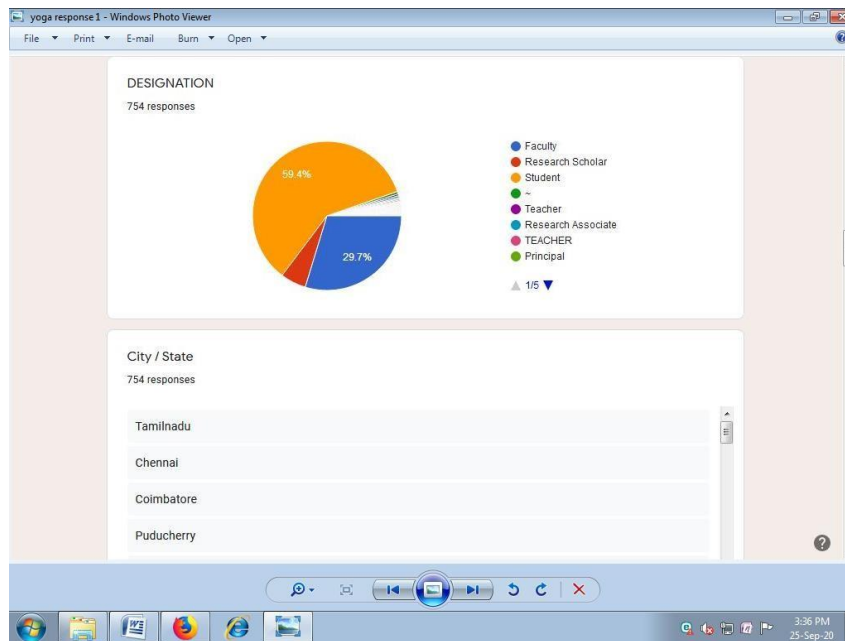 yoga response 1 - Windows Photo Viewer
File Print E-mail Burn Open
DESIGNATION
754 responses
59.4%
29.7%
Faculty
Research Scholar
Student
~
Teacher
Research Associate
TEACHER
Principal
1/5
City / State
754 responses
Tamilnadu
Chennai
Coimbatore
Puducherry
3:36 PM
25-Sep-20